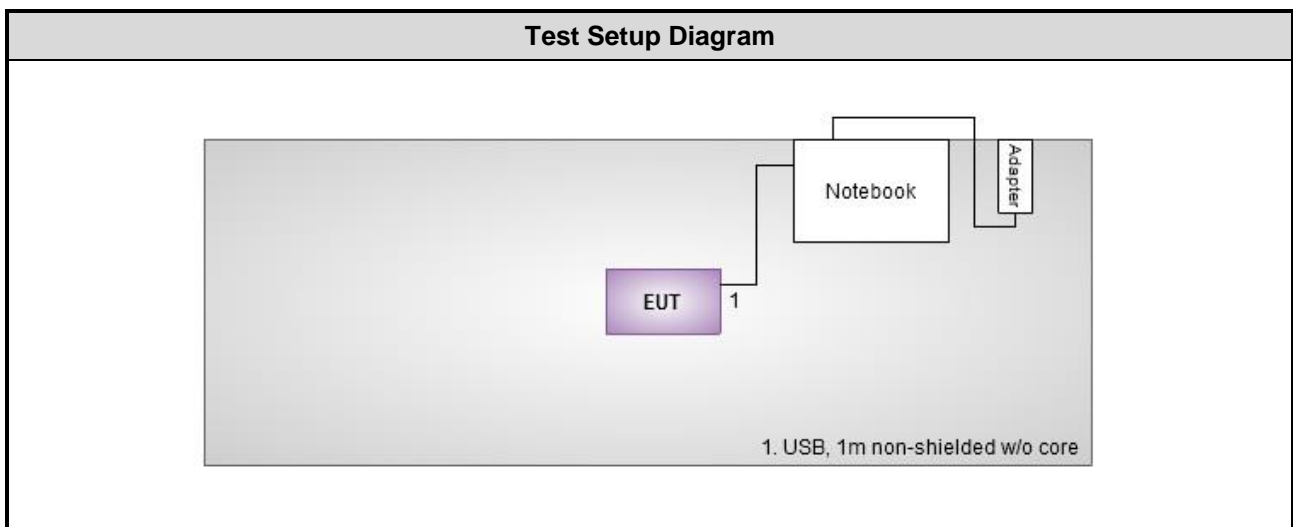 Test Setup Diagram
Notebook
Adapter
EUT
1
1. USB, 1m non-shielded w/o core